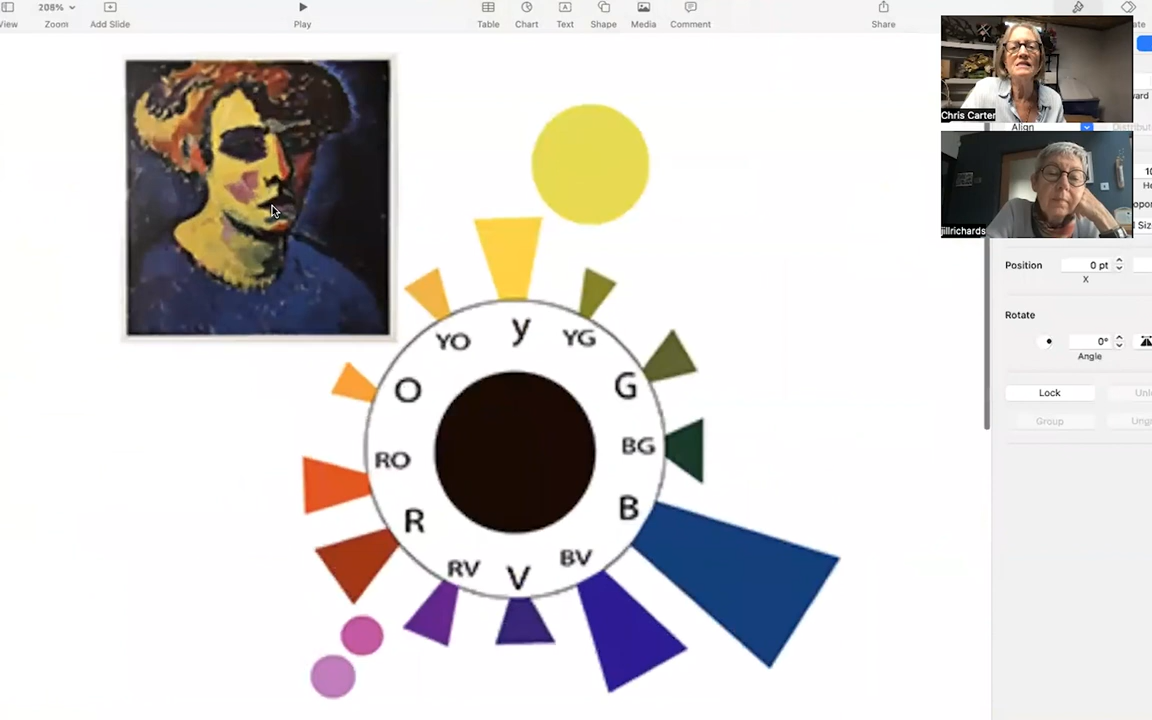 View
208%
Zoom
Add Slide
Play
Table
Chart
Text
Shape
Media
Comment
Share
Chris Carter
Align
jillrichards
Position
0 pt
X
Rotate
0°
Angle
Lock
Group
y
YO
YG
O
G
RO
BG
R
B
RV
V
BV